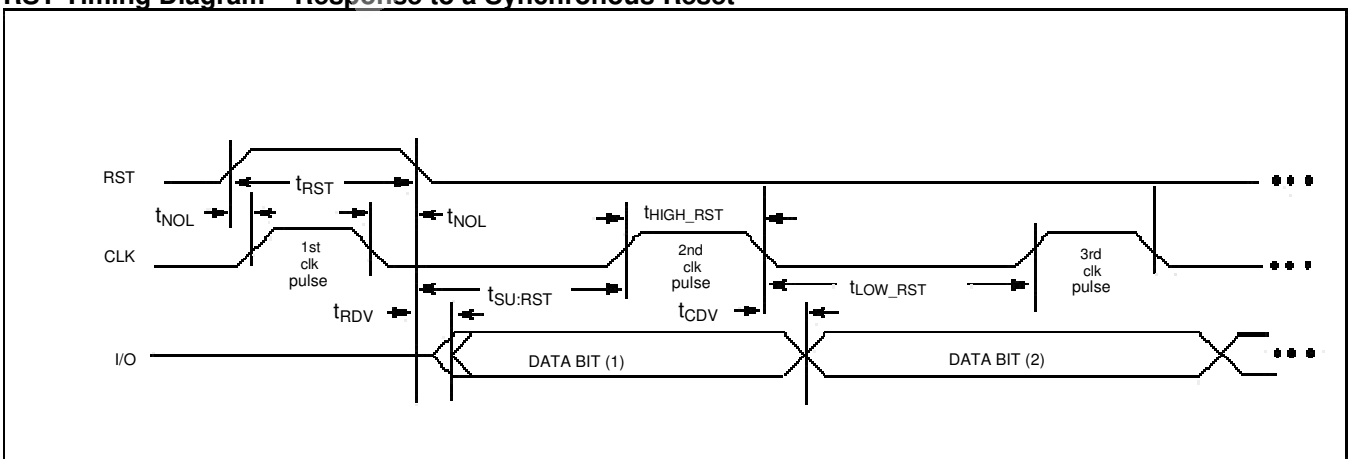 RST Timing Diagram – Response to a Synchronous Reset
RST
tRST
tNOL
tNOL
tHIGH_RST
CLK
1st
clk
pulse
2nd
clk
pulse
3rd
clk
pulse
tSU:RST
tLOW_RST
tRDV
tCDV
I/O
DATA BIT (1)
DATA BIT (2)